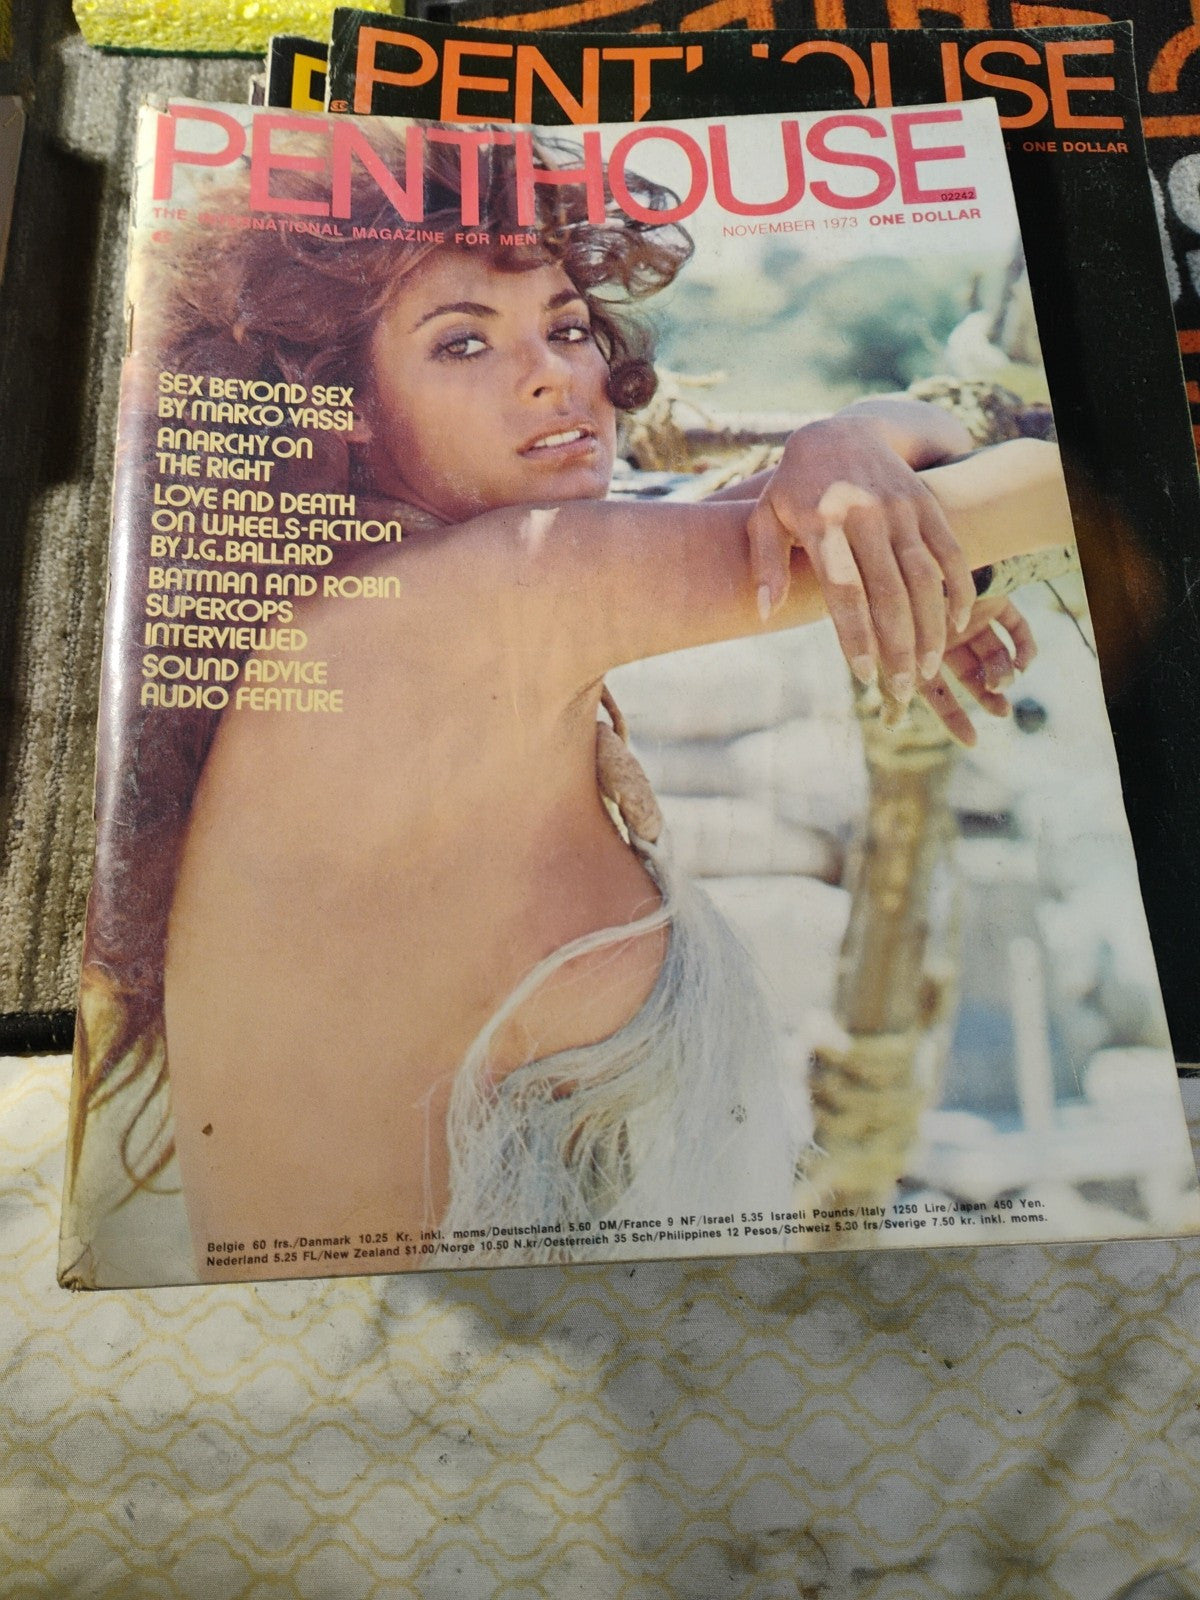 PENTHOUSE
ONE DOLLAR
PENTHOUSE
02242
THE INTERNATIONAL MAGAZINE FOR MEN
NOVEMBER 1973 ONE DOLLAR
SEX BEYOND SEX
BY MARCO VASSI
ANARCHY ON
THE RIGHT
LOVE AND DEATH
ON WHEELS-FICTION
BY J.G. BALLARD
BATMAN AND ROBIN
SUPERCOPS
INTERVIEWED
SOUND ADVICE
AUDIO FEATURE
Belgie 60 frs./Danmark 10.25 Kr. inkl. moms/Deutschland 5.60 DM/France 9 NF/Israel 5.35 Israeli Pounds/Italy 1250 Lire/Japan 450 Yen.
Nederland 5.25 FL/New Zealand $1.00/Norge 10.50 N.kr/Oesterreich 35 Sch/Philippines 12 Pesos/Schweiz 5.30 frs/Sverige 7.50 kr. inkl. moms.